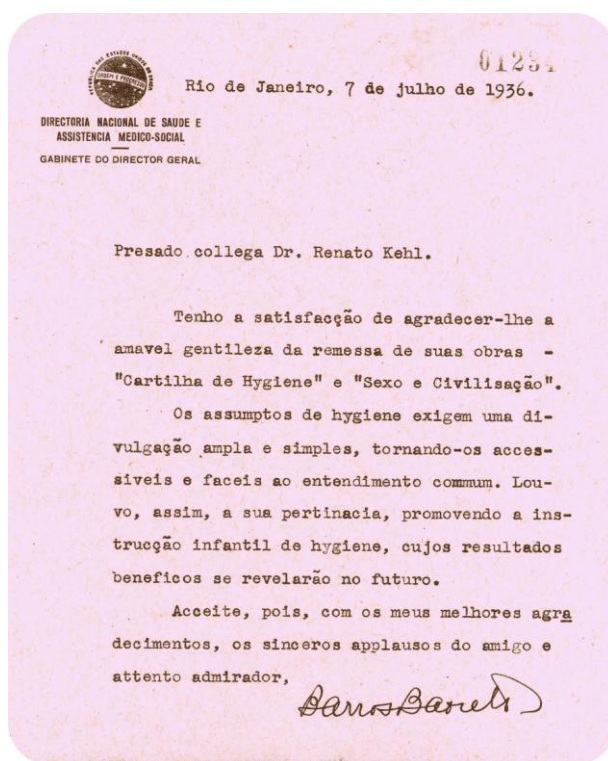 01234
Rio de Janeiro, 7 de julho de 1936.
ORDEM E PROGRESSO
DIRECTORIA NACIONAL DE SAUDE E
ASSISTENCIA MEDICO-SOCIAL
GABINETE DO DIRECTOR GERAL
Presado collega Dr. Renato Kehl.
Tenho a satisfacção de agradecer-lhe a
amavel gentileza da remessa de suas obras -
"Cartilha de Hygiene" e "Sexo e Civilisação".
Os assumptos de hygiene exigem uma di-
vulgação ampla e simples, tornando-os acces-
siveis e faceis ao entendimento commum. Lou-
vo, assim, a sua pertinacia, promovendo a ins-
trucção infantil de hygiene, cujos resultados
beneficos se revelarão no futuro.
Acceite, pois, com os meus melhores agra
decimentos, os sinceros applausos do amigo e
attento admirador,
Barros Barreto